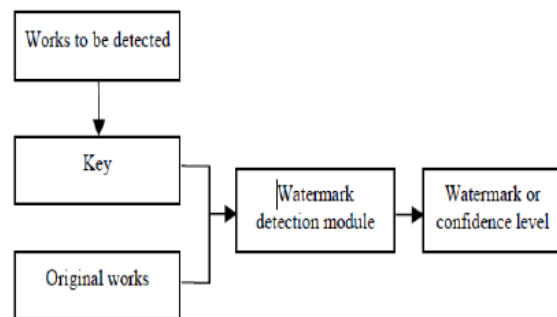 Works to be detected
Key
Original works
Watermark
detection module
Watermark or
confidence level